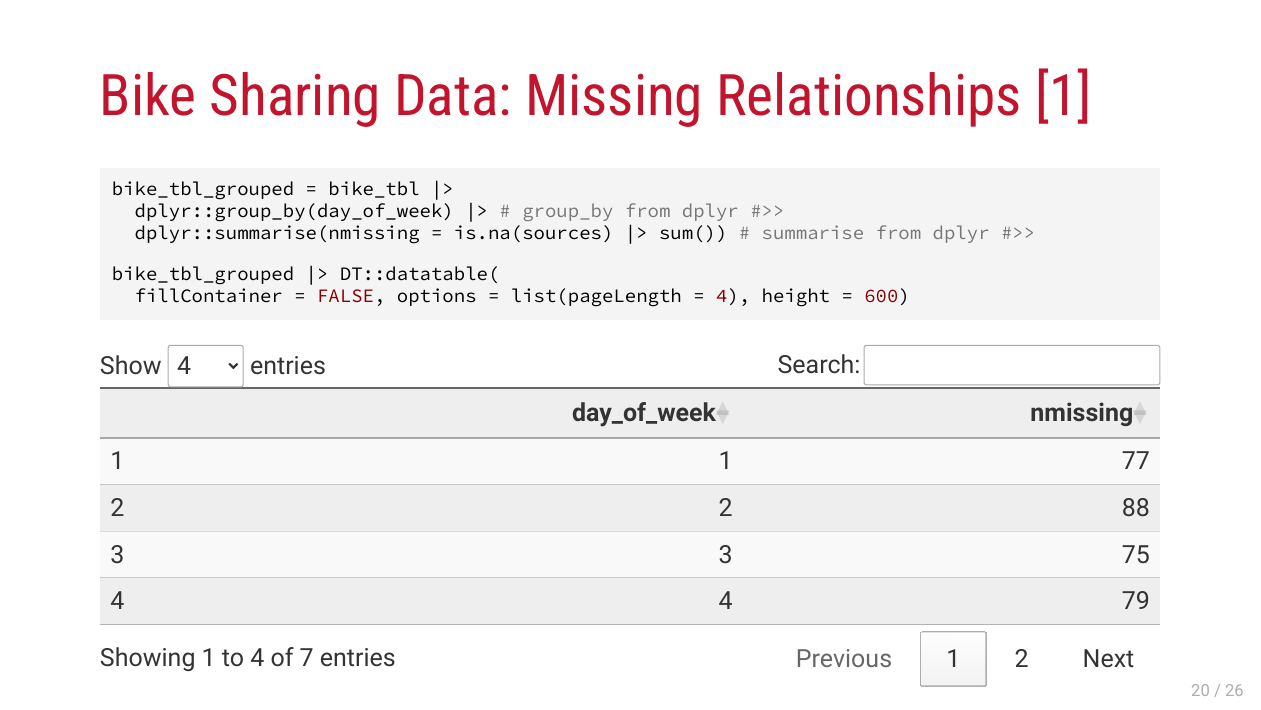 Bike Sharing Data: Missing Relationships [1]
bike_tbl_grouped = bike_tbl |>
  dplyr::group_by(day_of_week) |> # group_by from dplyr #>>
  dplyr::summarise(nmissing = is.na(sources) |> sum()) # summarise from dplyr #>>
bike_tbl_grouped |> DT::datatable(
  fillContainer = FALSE, options = list(pageLength = 4), height = 600)
Show 4 entries Search:
day_of_week nmissing
1 1 77
2 2 88
3 3 75
4 4 79
Showing 1 to 4 of 7 entries Previous 1 2 Next
20 / 26